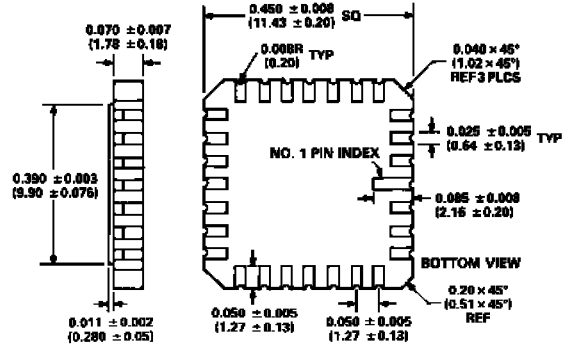 0.450 ± 0.008 SQ
(11.43 ± 0.20)
0.070 ± 0.007
(1.78 ± 0.18)
0.008R TYP
(0.20)
0.040 × 45°
(1.02 × 45°)
REF 3 PLCS
0.025 ± 0.005 TYP
(0.64 ± 0.13)
NO. 1 PIN INDEX
0.390 ± 0.003
(9.90 ± 0.076)
0.085 ± 0.008
(2.16 ± 0.20)
BOTTOM VIEW
0.20 × 45°
(0.51 × 45°)
REF
0.011 ± 0.002
(0.280 ± 0.05)
0.050 ± 0.005
(1.27 ± 0.13)
0.050 ± 0.005
(1.27 ± 0.13)